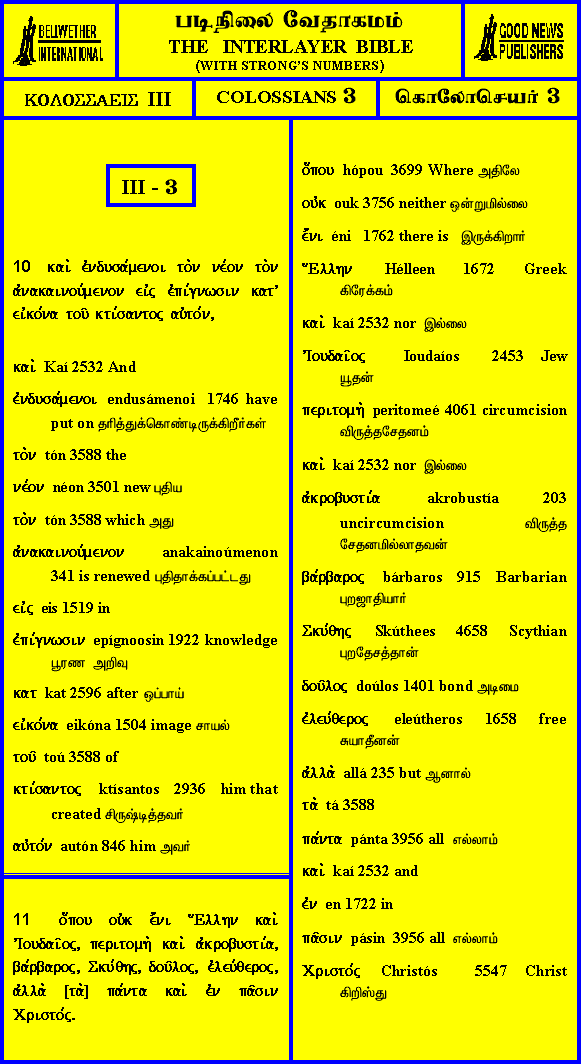 BELLWETHER
INTERNATIONAL
படிநிலை வேதாகமம்
THE INTERLAYER BIBLE
(WITH STRONG'S NUMBERS)
GOOD NEWS
PUBLISHERS
ΚΟΛΟΣΣΑΕΙΣ III
COLOSSIANS 3
கொலோசெயர் 3
III - 3
10 καὶ ἐνδυσάμενοι τὸν νέον τὸν
ἀνακαινούμενον εἰς ἐπίγνωσιν κατ'
εἰκόνα τοῦ κτίσαντος αὐτόν,
καὶ Kaí 2532 And
ἐνδυσάμενοι endusámenoi 1746 have
put on தரித்துக்கொண்டிருக்கிறீர்கள்
τὸν tón 3588 the
νέον néon 3501 new புதிய
τὸν tón 3588 which அது
ἀνακαινούμενον anakainoúmenon
341 is renewed புதிதாக்கப்பட்டது
εἰς eis 1519 in
ἐπίγνωσιν epígnoosin 1922 knowledge
பூரண அறிவு
κατ kat 2596 after ஒப்பாய்
εἰκόνα eikóna 1504 image சாயல்
τοῦ toú 3588 of
κτίσαντος ktísantos 2936 him that
created சிருஷ்டித்தவர்
αὐτόν autón 846 him அவர்
11 ὅπου οὐκ ἔνι Ἕλλην καὶ
Ἰουδαῖος, περιτομὴ καὶ ἀκροβυστία,
βάρβαρος, Σκύθης, δοῦλος, ἐλεύθερος,
ἀλλὰ [τὰ] πάντα καὶ ἐν πᾶσιν
Χριστός.
ὅπου hópou 3699 Where அதிலே
οὐκ ouk 3756 neither ஒன்றுமில்லை
ἔνι éni 1762 there is இருக்கிறார்
Ἕλλην Hélleen 1672 Greek
கிரேக்கம்
καὶ kaí 2532 nor இல்லை
Ἰουδαῖος Ioudaíos 2453 Jew
யூதன்
περιτομὴ peritomeé 4061 circumcision
விருத்தசேதனம்
καὶ kaí 2532 nor இல்லை
ἀκροβυστία akrobustía 203
uncircumcision விருத்த
சேதனமில்லாதவன்
βάρβαρος bárbaros 915 Barbarian
புறஜாதியார்
Σκύθης Skúthees 4658 Scythian
புறதேசத்தான்
δοῦλος doúlos 1401 bond அடிமை
ἐλεύθερος eleútheros 1658 free
சுயாதீனன்
ἀλλὰ allá 235 but ஆனால்
τὰ tá 3588
πάντα pánta 3956 all எல்லாம்
καὶ kaí 2532 and
ἐν en 1722 in
πᾶσιν pásin 3956 all எல்லாம்
Χριστός Christós 5547 Christ
கிறிஸ்து